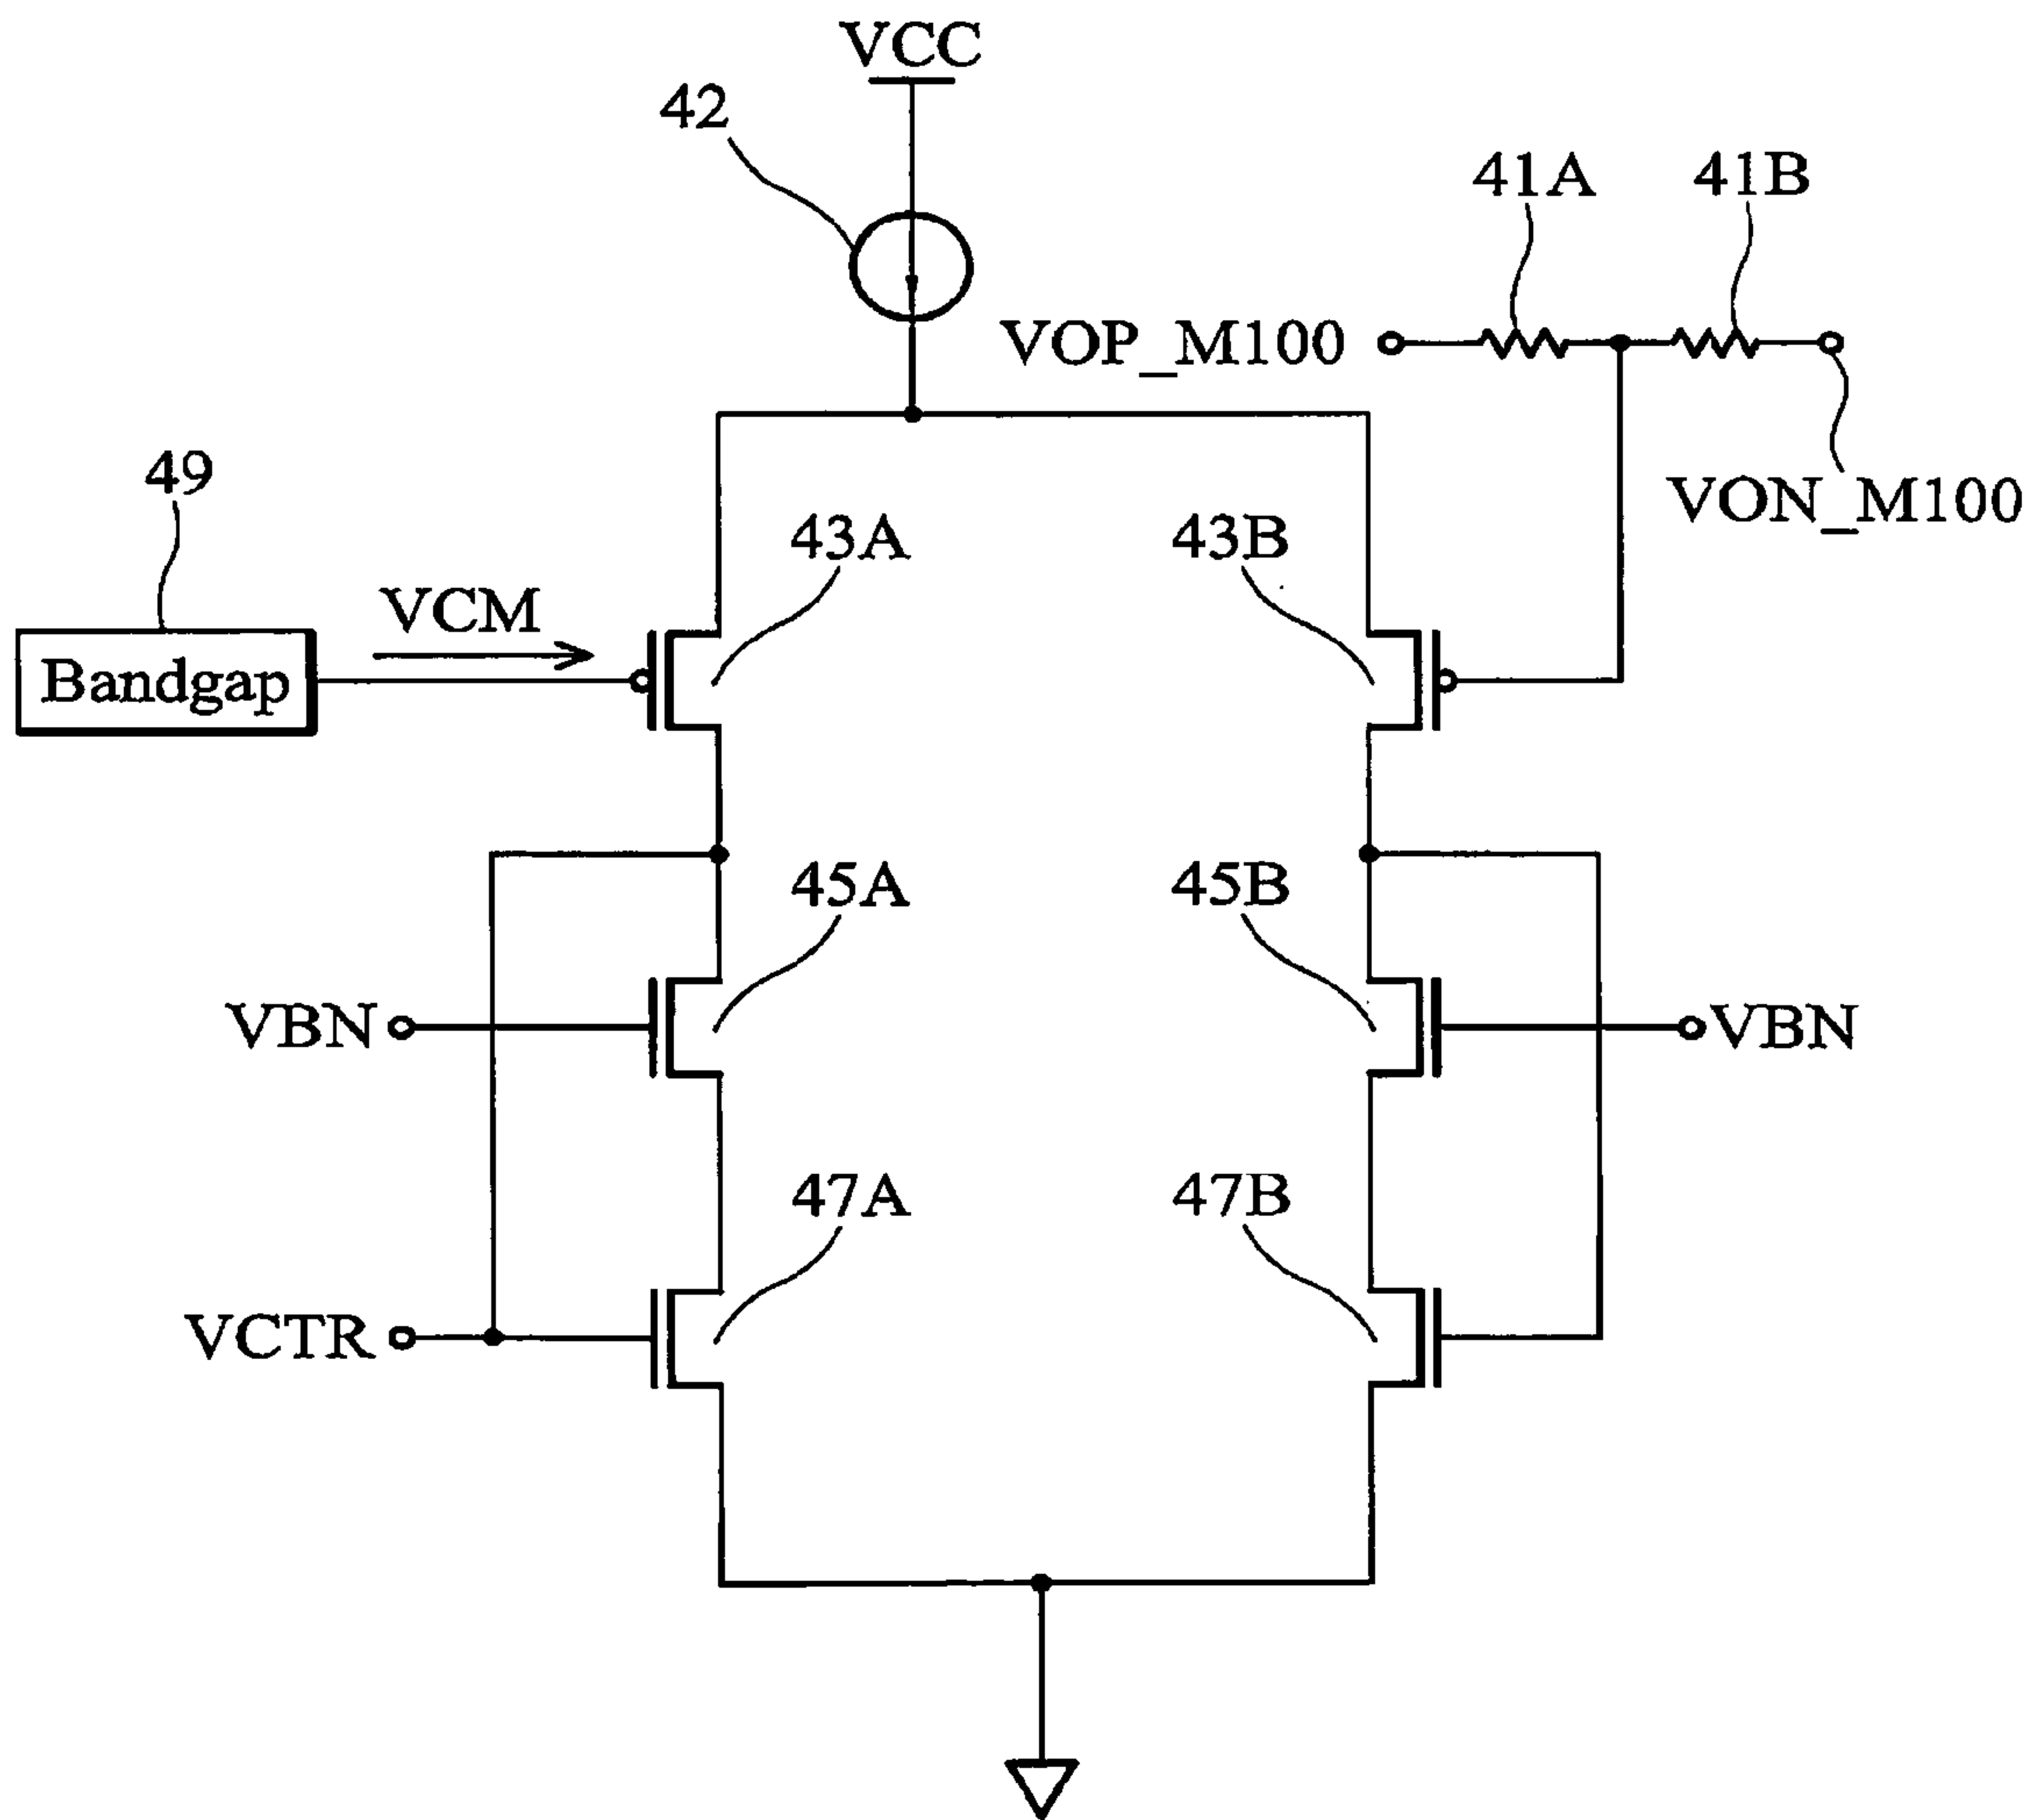 VCC
42
41A
41B
VOP_M100
VON_M100
49
43A
43B
VCM
Bandgap
45A
45B
VBN
VBN
47A
47B
VCTR